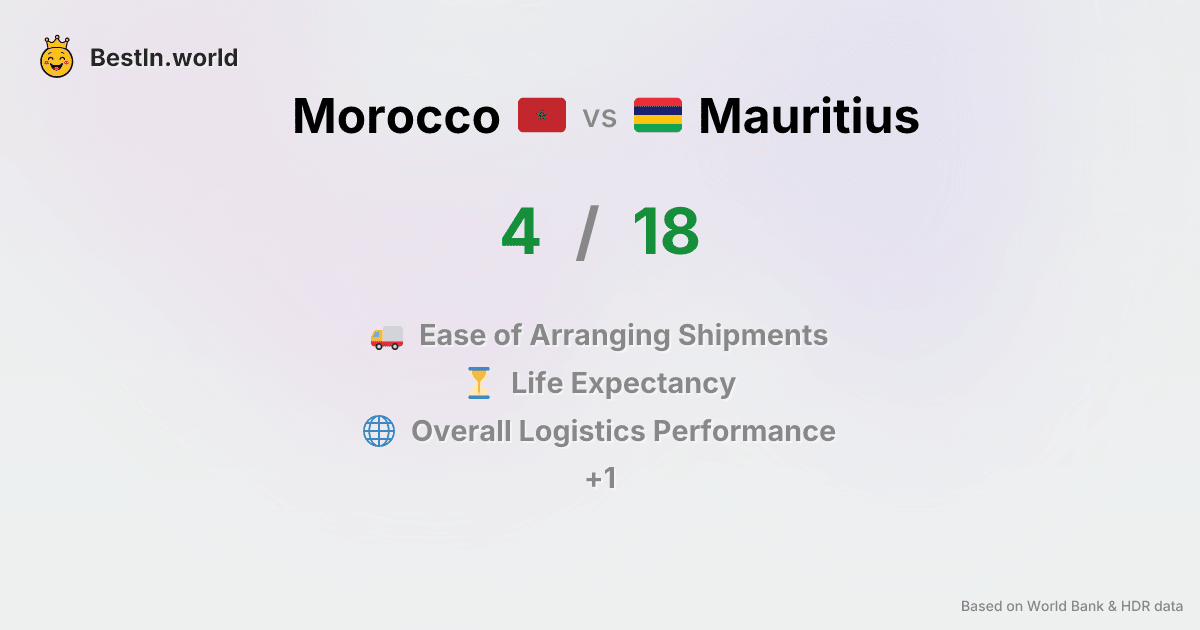 BestIn.world
Morocco vs Mauritius
4 / 18
Ease of Arranging Shipments
Life Expectancy
Overall Logistics Performance
+1
Based on World Bank & HDR data